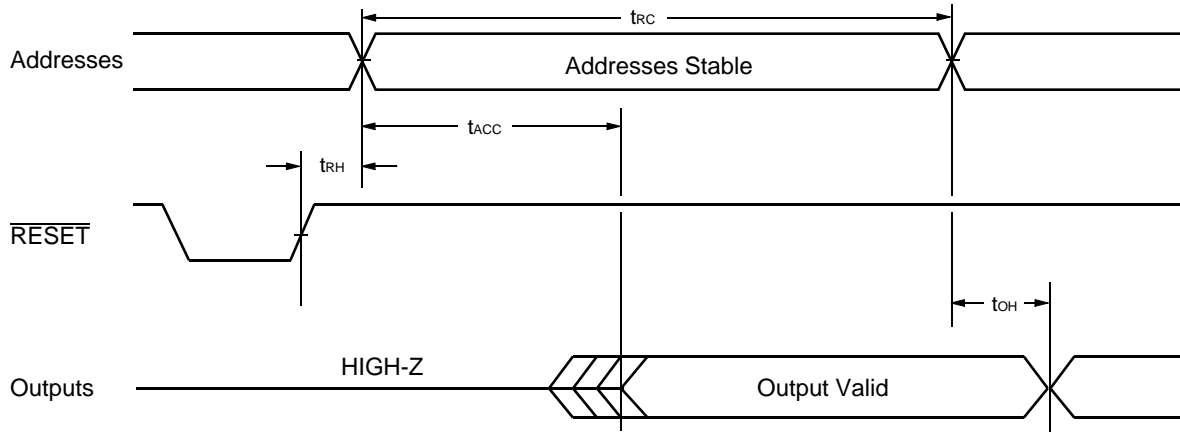 tRC
Addresses
Addresses Stable
tACC
tRH
RESET
tOH
HIGH-Z
Outputs
Output Valid